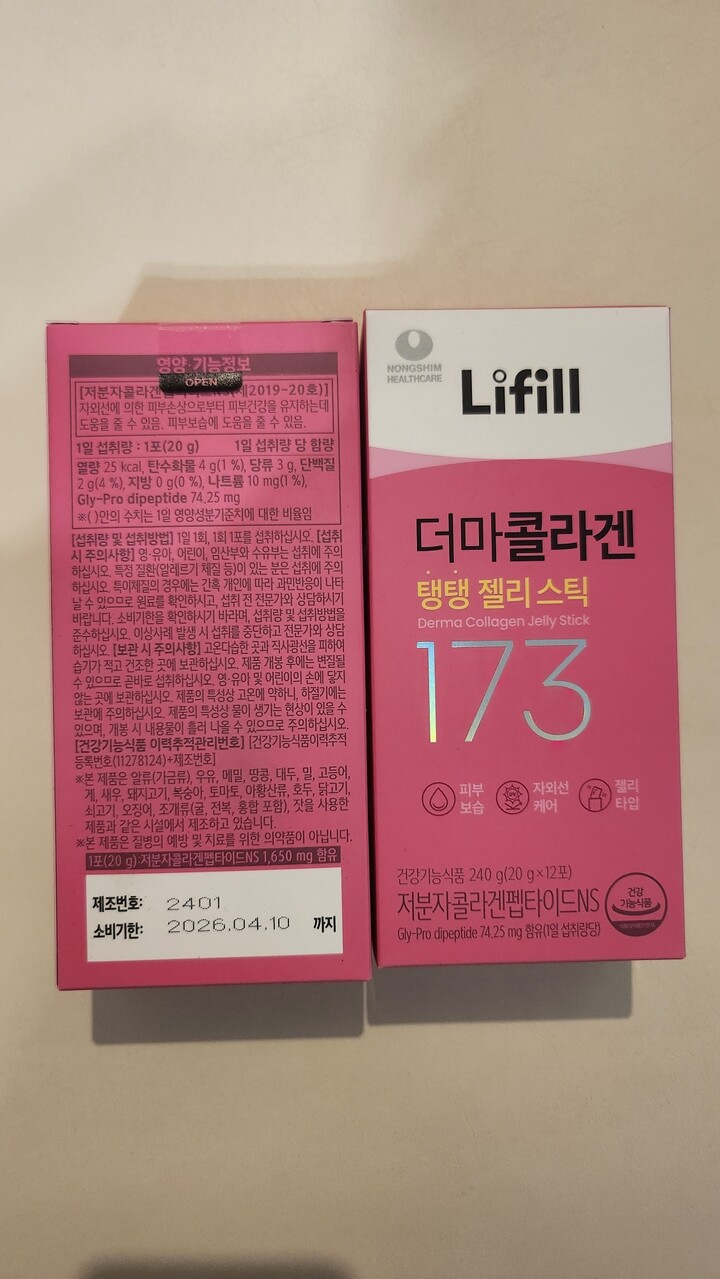 영양·기능정보
OPEN
제2019-20호)]
자외선에 의한 피부손상으로부터 피부건강을 유지하는데
도움을 줄 수 있음. 피부보습에 도움을 줄 수 있음.
1일 섭취량 : 1포(20 g) 1일 섭취량 당 함량
열량 25 kcal, 탄수화물 4 g(1 %), 당류 3 g, 단백질
2 g(4 %), 지방 0 g(0 %), 나트륨 10 mg(1%),
Gly-Pro dipeptide 74.25 mg
※( )안의 수치는 1일 영양성분기준치에 대한 비율임
[섭취량 및 섭취방법] 1일 1회, 1회 1포를 섭취하십시오. [섭취
시 주의사항] 영·유아, 어린이, 임산부와 수유부는 섭취에 주의
하십시오. 특정 질환(알레르기 체질 등)이 있는 분은 섭취에 주의
하십시오. 특이체질의 경우에는 간혹 개인에 따라 과민반응이 나타
날 수 있으므로 원료를 확인하시고, 섭취 전 전문가와 상담하시기
바랍니다. 소비기한을 확인하시기 바라며, 섭취량 및 섭취방법을
준수하십시오. 이상사례 발생 시 섭취를 중단하고 전문가와 상담
하십시오. [보관 시 주의사항] 고온다습한 곳과 직사광선을 피하여
습기가 적고 건조한 곳에 보관하십시오. 제품 개봉 후에는 변질될
수 있으므로 곧바로 섭취하십시오. 영·유아 및 어린이의 손에 닿지
않는 곳에 보관하십시오. 제품의 특성상 고온에 약하니, 하절기에는
보관에 주의하십시오. 제품의 특성상 물이 생기는 현상이 있을 수
있으며, 개봉 시 내용물이 흘러 나올 수 있으므로 주의하십시오.
[건강기능식품 이력추적관리번호] [건강기능식품이력추적
등록번호(11278124)+제조번호]
※본 제품은 알류(가금류), 우유, 메밀, 땅콩, 대두, 밀, 고등어,
게, 새우, 돼지고기, 복숭아, 토마토, 아황산류, 호두, 닭고기,
쇠고기, 오징어, 조개류(굴, 전복, 홍합 포함), 잣을 사용한
제품과 같은 시설에서 제조하고 있습니다.
※본 제품은 질병의 예방 및 치료를 위한 의약품이 아닙니다.
1포(20 g):저분자콜라겐펩타이드NS 1,650 mg 함유
제조번호: 2401
소비기한: 2026.04.10 까지
NONGSHIM
HEALTHCARE
Lifill
더마콜라겐
탱탱 젤리 스틱
Derma Collagen Jelly Stick
173
피부
보습
자외선
케어
젤리
타입
건강기능식품 240 g(20 g×12포)
저분자콜라겐펩타이드NS
Gly-Pro dipeptide 74.25 mg 함유(1일 섭취량당)
건강
기능식품